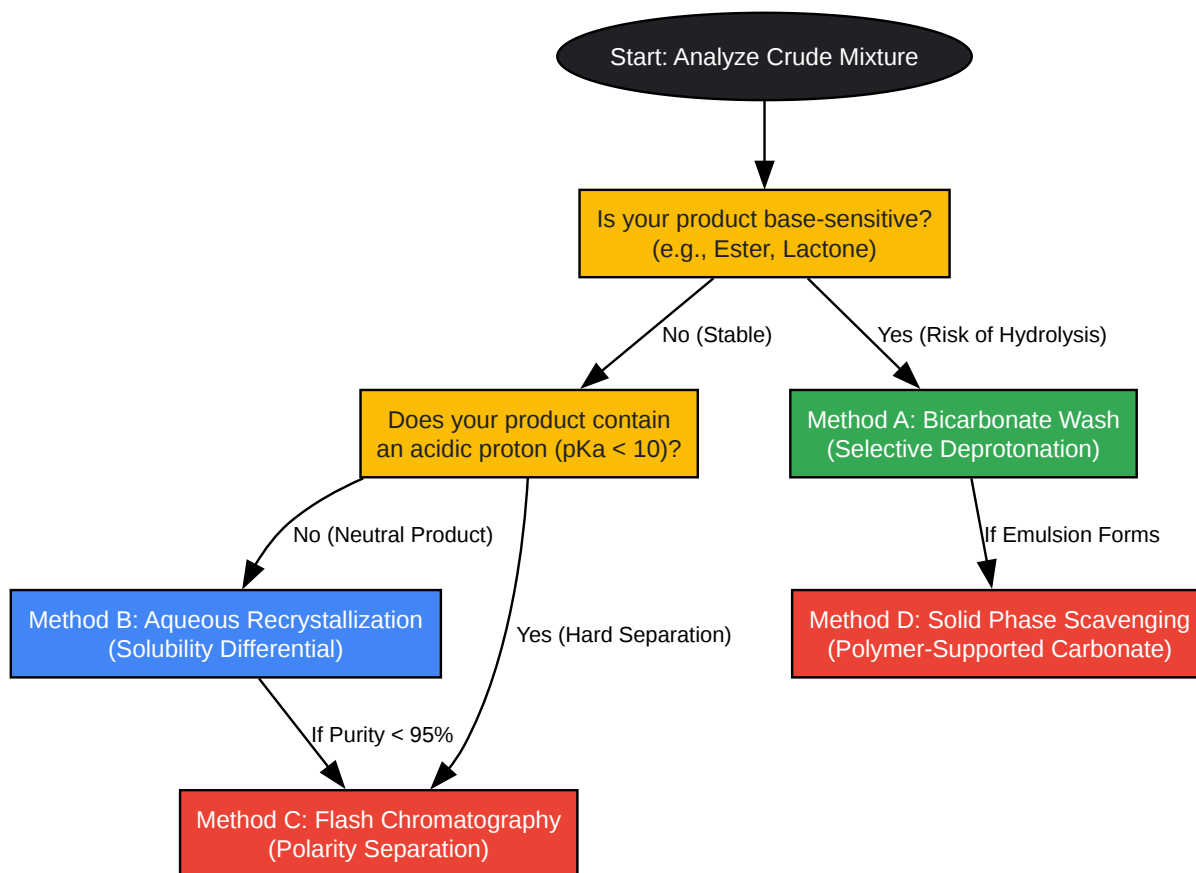 Start: Analyze Crude Mixture
Is your product base-sensitive?
(e.g., Ester, Lactone)
No (Stable)
Yes (Risk of Hydrolysis)
Does your product contain
an acidic proton (pKa < 10)?
Method A: Bicarbonate Wash
(Selective Deprotonation)
No (Neutral Product)
If Emulsion Forms
Method B: Aqueous Recrystallization
(Solubility Differential)
Yes (Hard Separation)
Method D: Solid Phase Scavenging
(Polymer-Supported Carbonate)
If Purity < 95%
Method C: Flash Chromatography
(Polarity Separation)